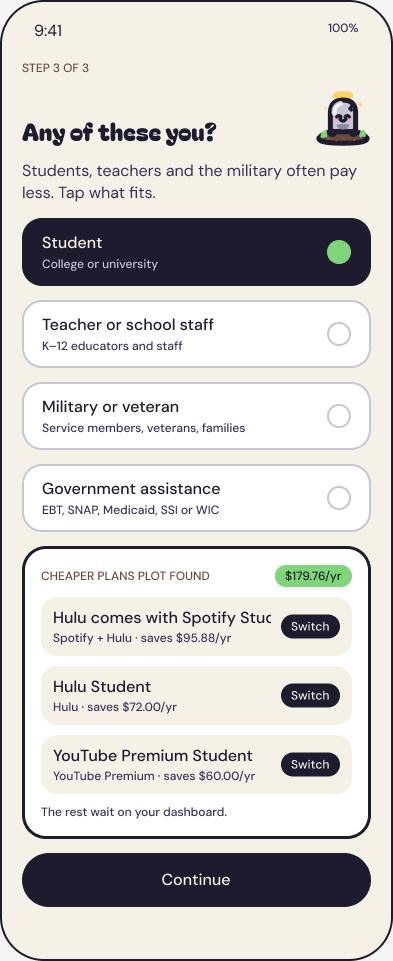 9:41
100%
STEP 3 OF 3
Any of these you?
Students, teachers and the military often pay
less. Tap what fits.
Student
College or university
Teacher or school staff
K–12 educators and staff
Military or veteran
Service members, veterans, families
Government assistance
EBT, SNAP, Medicaid, SSI or WIC
CHEAPER PLANS PLOT FOUND
$179.76/yr
Hulu comes with Spotify Stud
Spotify + Hulu · saves $95.88/yr
Switch
Hulu Student
Hulu · saves $72.00/yr
Switch
YouTube Premium Student
YouTube Premium · saves $60.00/yr
Switch
The rest wait on your dashboard.
Continue